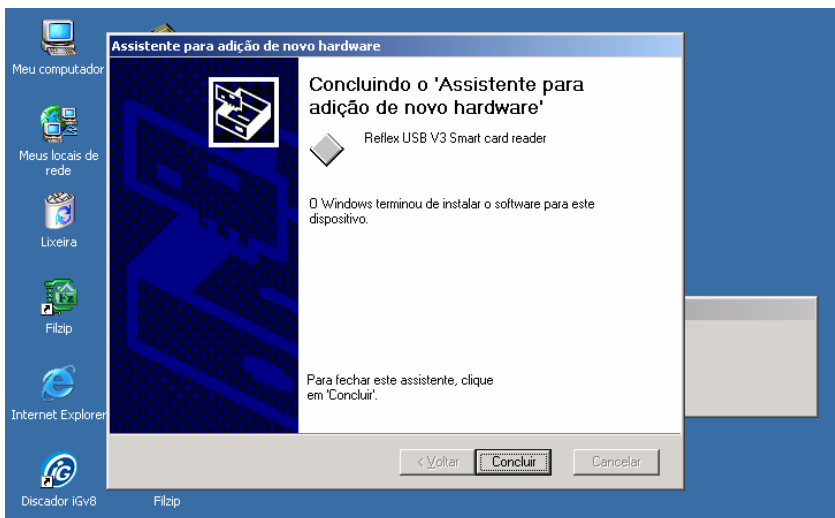 Meu computador
Meus locais de
rede
Lixeira
Filzip
Internet Explorer
Discador iGv8
Filzip
Assistente para adição de novo hardware
Concluindo o 'Assistente para
adição de novo hardware'
Reflex USB V3 Smart card reader
O Windows terminou de instalar o software para este
dispositivo.
Para fechar este assistente, clique
em 'Concluir'.
< Voltar
Concluir
Cancelar